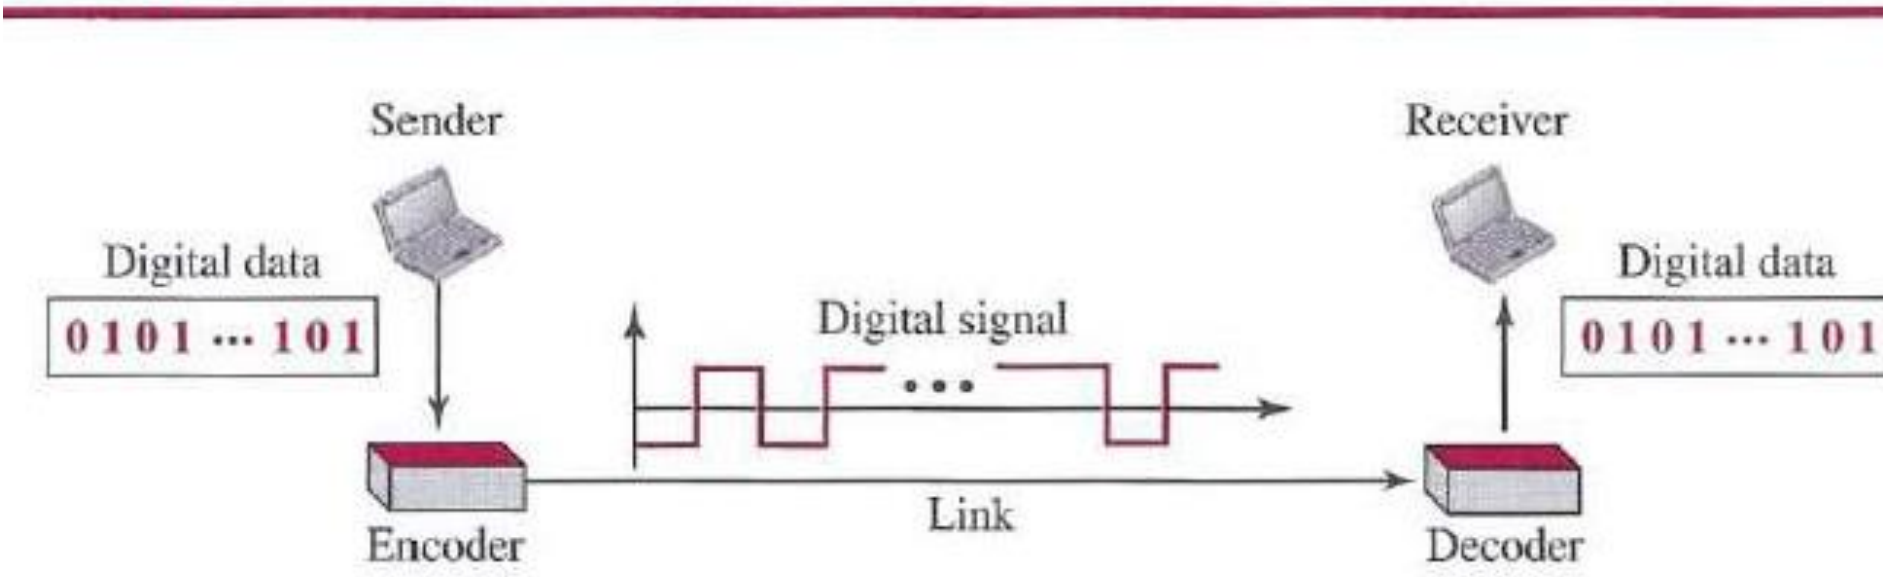 Sender
Receiver
Digital data
0101 ... 101
Digital signal
Digital data
0101 ... 101
Link
Encoder
Decoder